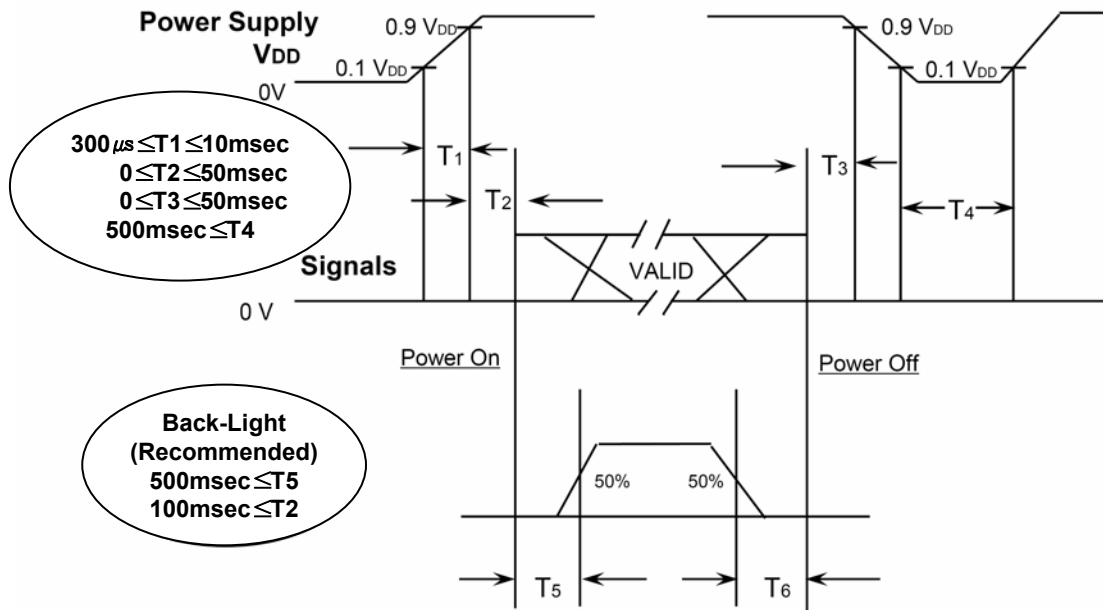 Power Supply
VDD
0.9 VDD
0.1 VDD
0V
0.9 VDD
0.1 VDD
300 µs ≤T1 ≤10msec
0 ≤T2 ≤50msec
0 ≤T3 ≤50msec
500msec ≤T4
T1
T2
T3
T4
Signals
VALID
0 V
Power On
Power Off
Back-Light
(Recommended)
500msec ≤T5
100msec ≤T2
50%
50%
T5
T6